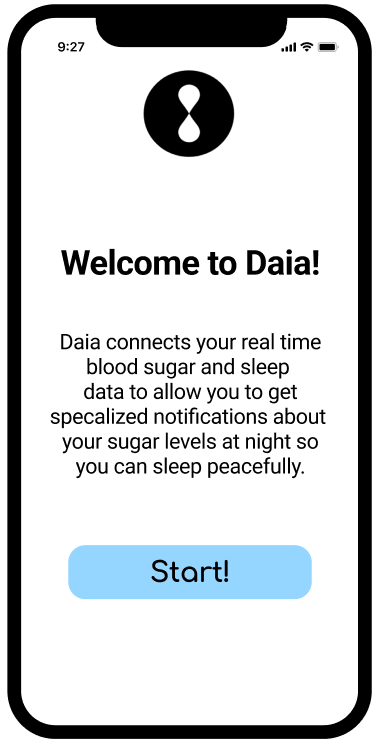 9:27
Welcome to Daia!
Daia connects your real time
blood sugar and sleep
data to allow you to get
specalized notifications about
your sugar levels at night so
you can sleep peacefully.
Start!